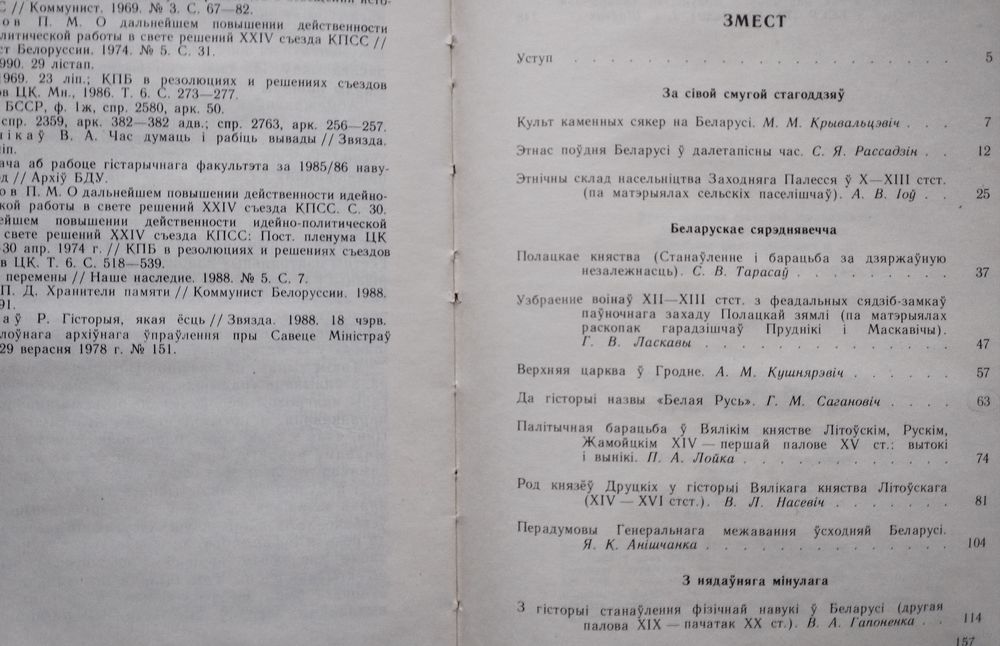 С // Коммунист. 1969. № 3. С. 67—82.
ов П. М. О дальнейшем повышении действенности
литической работы в свете решений XXIV съезда КПСС //
ст Белоруссии. 1974. № 5. С. 31.
990. 29 лістап.
1969. 23 ліп.; КПБ в резолюциях и решениях съездов
ов ЦК. Мн., 1986. Т. 6. С. 273—277.
БССР, ф. 1ж, спр. 2580, арк. 50.
спр. 2359, арк. 382—382 адв.; спр. 2763, арк. 256—257.
нікаў В. А. Час думаць і рабіць вывады // Звязда.
ліп.
ача аб рабоце гістарычнага факультэта за 1985/86 наву-
д // Архіў БДУ.
ов П. М. О дальнейшем повышении действенности идейно-
кой работы в свете решений XXIV съезда КПСС. С. 30.
ейшем повышении действенности идейно-политической
свете решений XXIV съезда КПСС: Пост. пленума ЦК
30 апр. 1974 г. // КПБ в резолюциях и решениях съездов
в ЦК. Т. 6. С. 518—539.
перемены // Наше наследие. 1988. № 5. С. 7.
П. Д. Хранители памяти // Коммунист Белоруссии. 1988.
91.
аў Р. Гісторыя, якая ёсць // Звязда. 1988. 18 чэрв.
лоўнага архіўнага ўпраўлення пры Савеце Міністраў
29 верасня 1978 г. № 151.
ЗМЕСТ
Уступ . . . . . . . . . . . . . . . . . 5
За сівой смугой стагоддзяў
Культ каменных сякер на Беларусі. М. М. Крывальцэвіч . . . 7
Этнас поўдня Беларусі ў далетапісны час. С. Я. Рассадзін . . 12
Этнічны склад насельніцтва Заходняга Палесся ў X—XIII стст.
(па матэрыялах сельскіх паселішчаў). А. В. Іоў . . 25
Беларускае сярэднявечча
Полацкае княства (Станаўленне і барацьба за дзяржаўную
незалежнасць). С. В. Тарасаў . . . . . . . 37
Узбраенне воінаў XII—XIII стст. з феадальных сядзіб-замкаў
паўночнага захаду Полацкай зямлі (па матэрыялах
раскопак гарадзішчаў Пруднікі і Маскавічы).
Г. В. Ласкавы . . . . . . . . . . . . 47
Верхняя царква ў Гродне. А. М. Кушнярэвіч . . . . . . 57
Да гісторыі назвы «Белая Русь». Г. М. Сагановіч . . . . 63
Палітычная барацьба ў Вялікім княстве Літоўскім, Рускім,
Жамойцкім XIV — першай палове XV ст.: вытокі
і вынікі. П. А. Лойка . . . . . . . . . . 74
Род князёў Друцкіх у гісторыі Вялікага княства Літоўскага
(XIV — XVI стст.). В. Л. Насевіч . . . . . . 81
Перадумовы Генеральнага межавання ўсходняй Беларусі.
Я. К. Анішчанка . . . . . . . . . . . . 104
З нядаўняга мінулага
З гісторыі станаўлення фізічнай навукі ў Беларусі (другая
палова XIX — пачатак XX ст.). В. А. Гапоненка . . 114
157